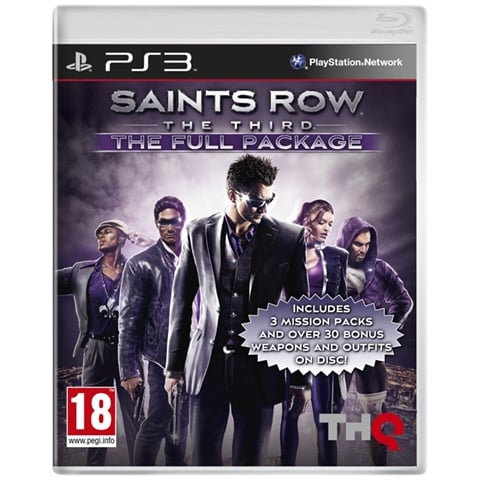 Blu-ray Disc
PS3
PlayStation®Network
SAINTS ROW
THE THIRD
THE FULL PACKAGE
INCLUDES
3 MISSION PACKS
AND OVER 30 BONUS
WEAPONS AND OUTFITS
ON DISC!
18
www.pegi.info
THQ